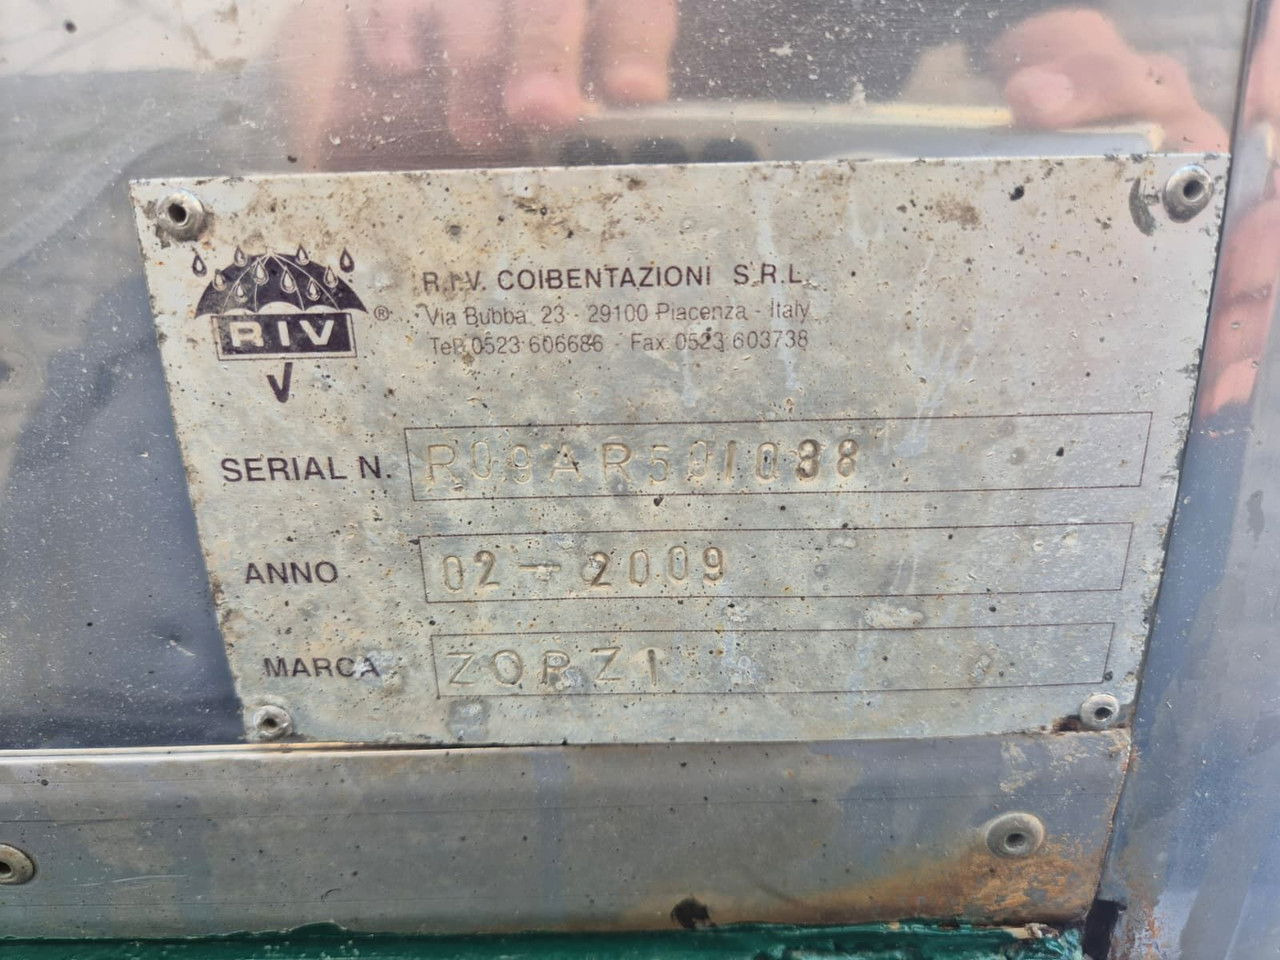 R.I.V. COIBENTAZIONI S.R.L.
Via Bubba, 23 - 29100 Piacenza - Italy
Tel. 0523 606686 - Fax 0523 603738
RIV
®
V
SERIAL N. R09AR501038
ANNO 02-2009
MARCA ZORZI